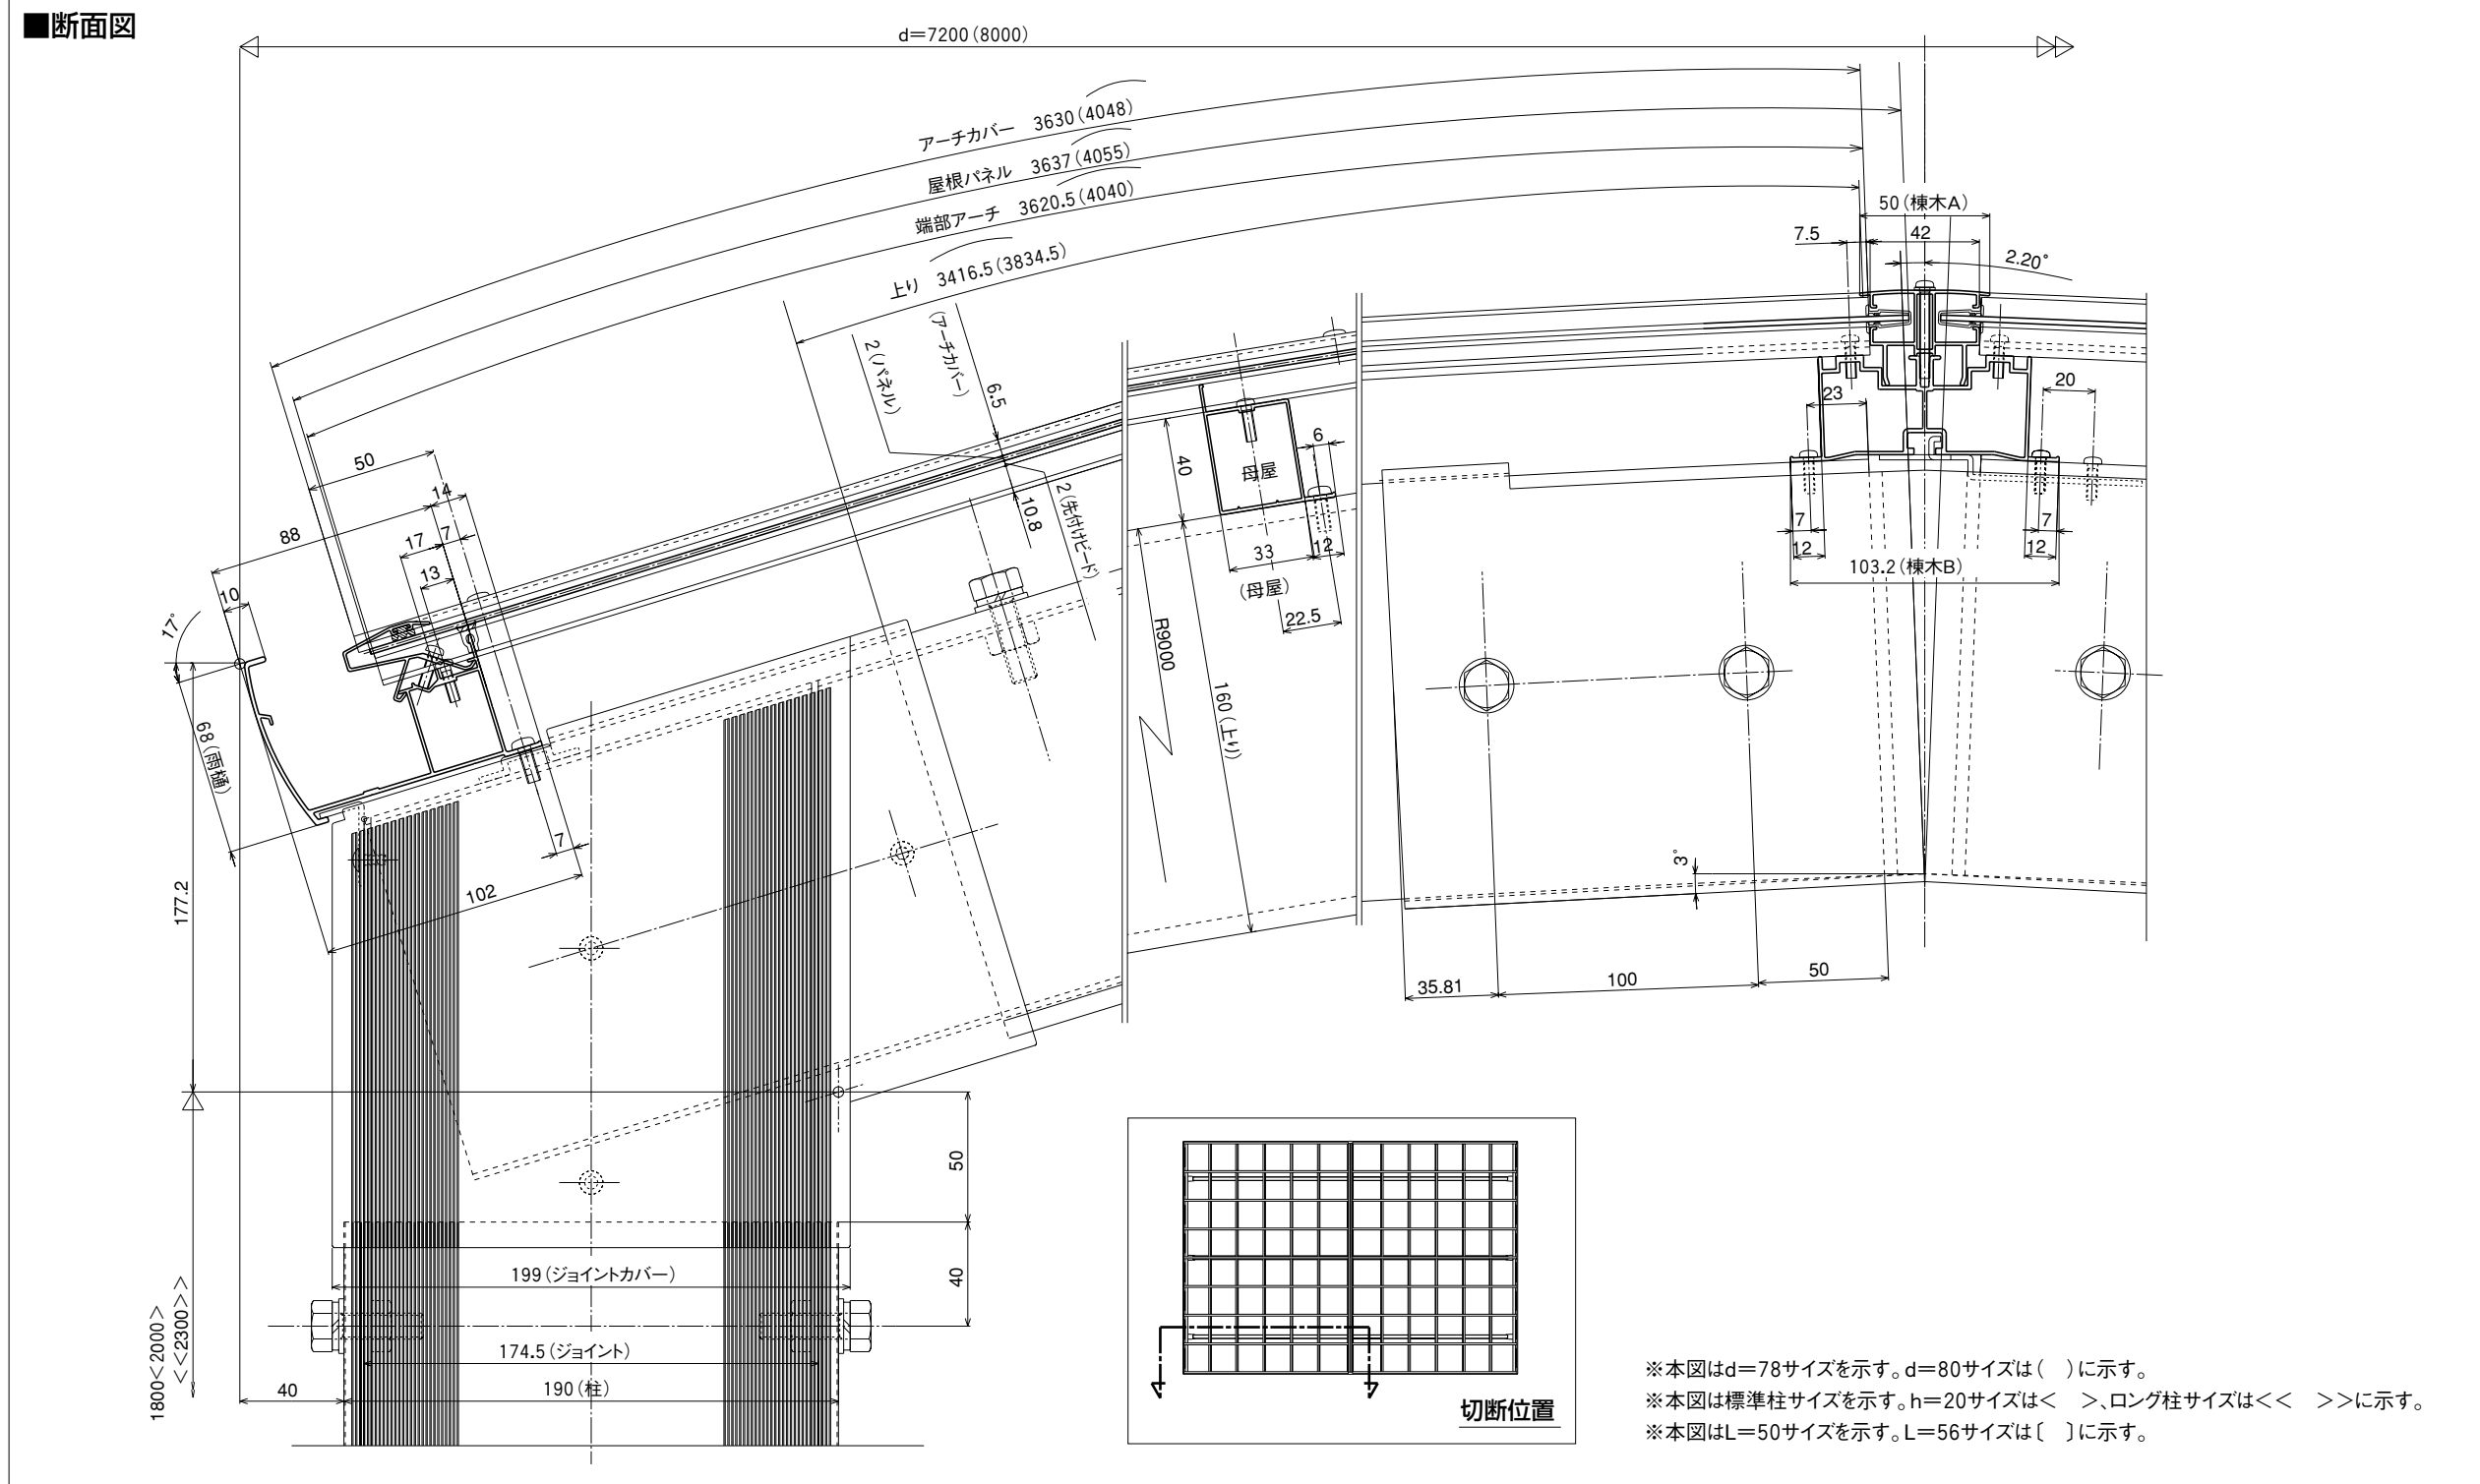 ■断面図
d＝7200（8000）
アーチカバー　3630（4048）
屋根パネル　3637（4055）
端部アーチ　3620.5（4040）
上り　3416.5（3834.5）
50（棟木A）
7.5
42
2.20°
2（パネル）
（アーチカバー）
6.5
10.8
2（先付けビード）
50
14
88
17
7
13
10
17°
68（雨樋）
7
102
177.2
40
母屋
6
33
12
（母屋）
22.5
R9000
160（上り）
23
20
7
12
7
12
103.2（棟木B）
3°
35.81
100
50
50
40
199（ジョイントカバー）
174.5（ジョイント）
190（柱）
40
1800＜2000＞
＜＜2300＞＞
切断位置
※本図はd＝78サイズを示す。d＝80サイズは（　）に示す。
※本図は標準柱サイズを示す。h＝20サイズは＜　＞、ロング柱サイズは＜＜　＞＞に示す。
※本図はL＝50サイズを示す。L＝56サイズは〔　〕に示す。